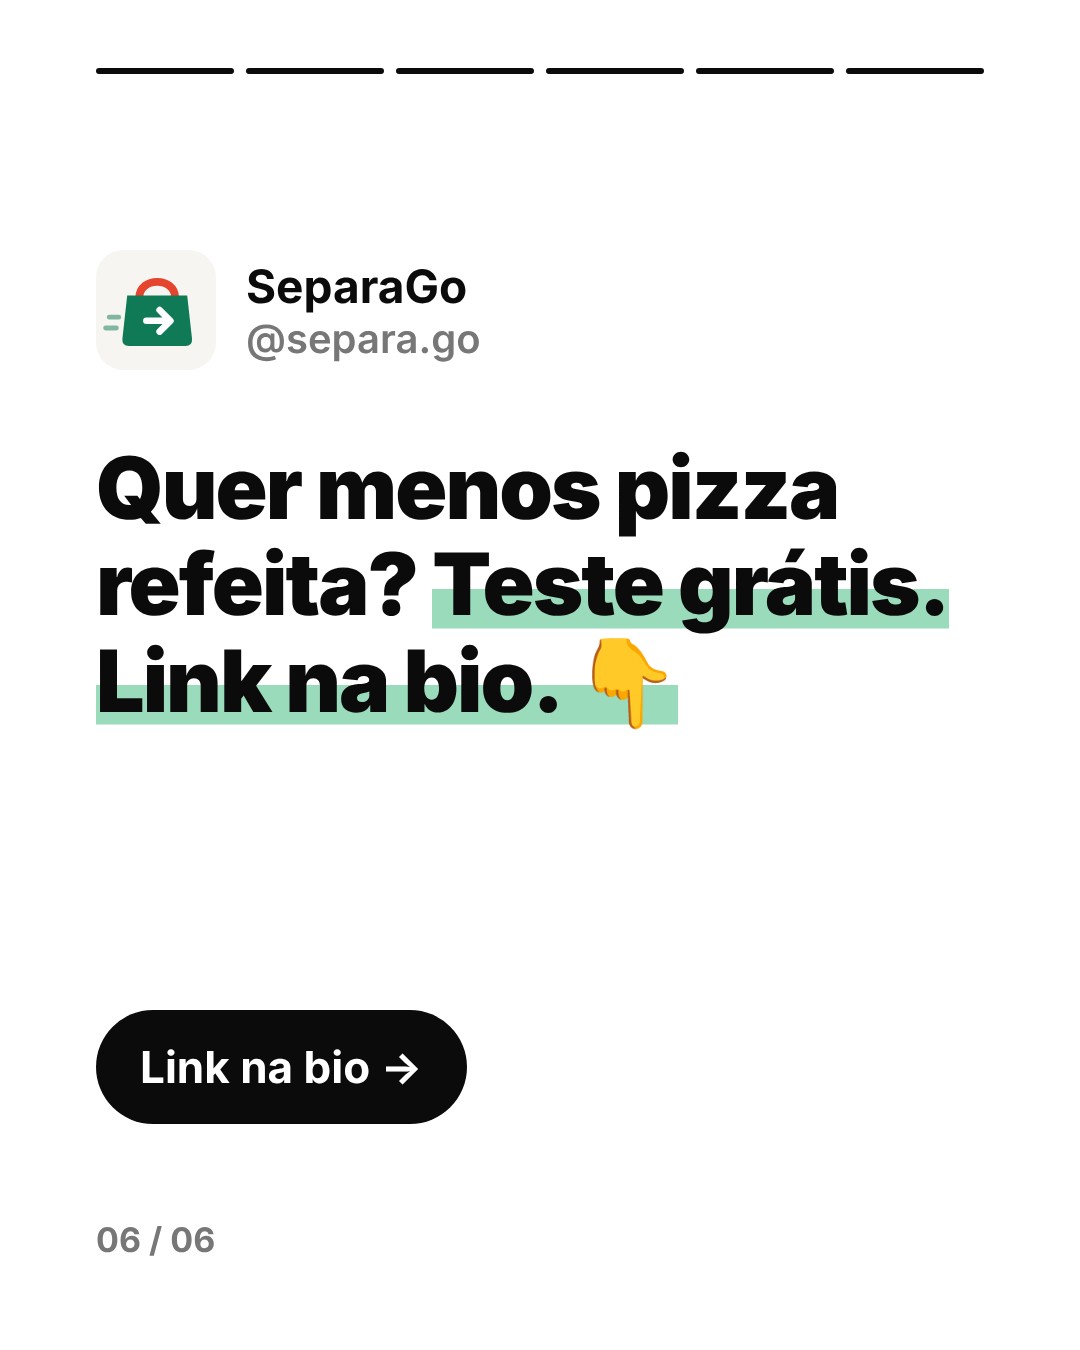 SeparaGo
@separa.go
Quer menos pizza
refeita? Teste grátis.
Link na bio. 👇
Link na bio →
06 / 06